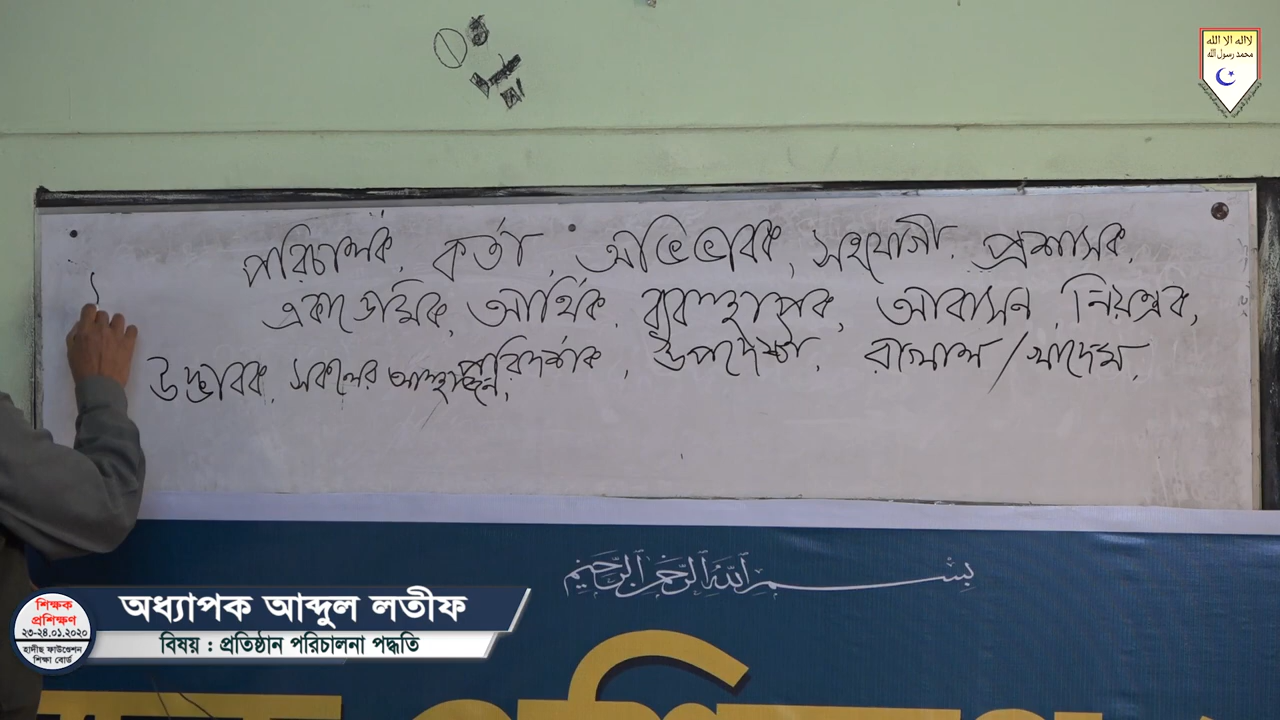 لا اله الا الله
محمد رسول الله
পরিচালক, কর্তা, অভিভাবক, সহযোগী, প্রশাসক,
একাডেমিক, আর্থিক, ব্যবস্থাপক, আবাসন, নিয়ন্ত্রক,
উদ্ভাবক, সকলের আস্থাভাজন, পরিদর্শক, উপদেষ্টা, রাখাল/খাদেম,
بسم الله الرحمن الرحيم
শিক্ষক
প্রশিক্ষণ
২৩-২৪.০১.২০২০
হাদীছ ফাউন্ডেশন
শিক্ষা বোর্ড
অধ্যাপক আব্দুল লতীফ
বিষয় : প্রতিষ্ঠান পরিচালনা পদ্ধতি